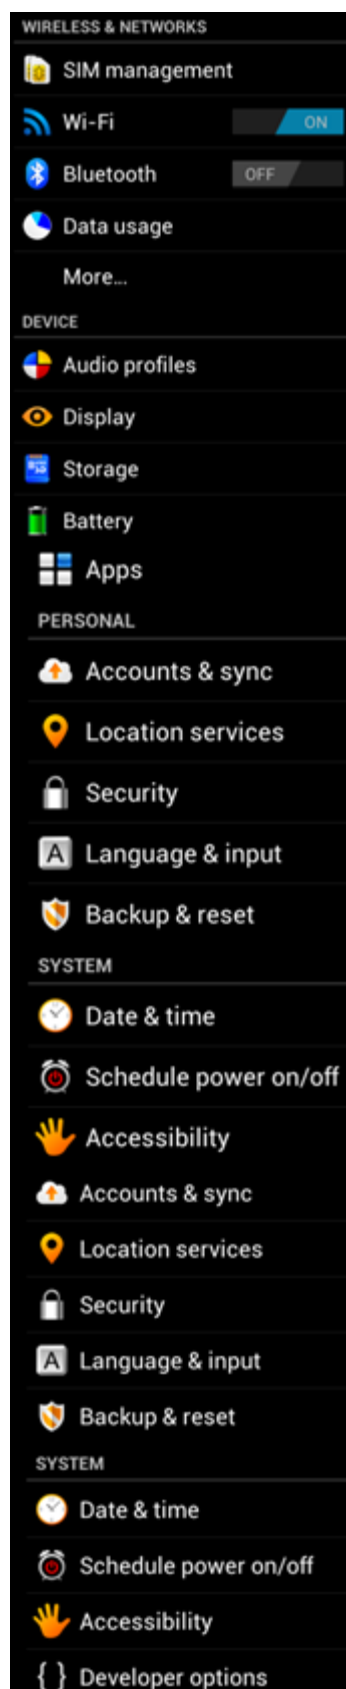 WIRELESS & NETWORKS
SIM management
Wi-Fi ON
Bluetooth OFF
Data usage
More...
DEVICE
Audio profiles
Display
Storage
Battery
Apps
PERSONAL
Accounts & sync
Location services
Security
A Language & input
Backup & reset
SYSTEM
Date & time
Schedule power on/off
Accessibility
Accounts & sync
Location services
Security
A Language & input
Backup & reset
SYSTEM
Date & time
Schedule power on/off
Accessibility
{ } Developer options